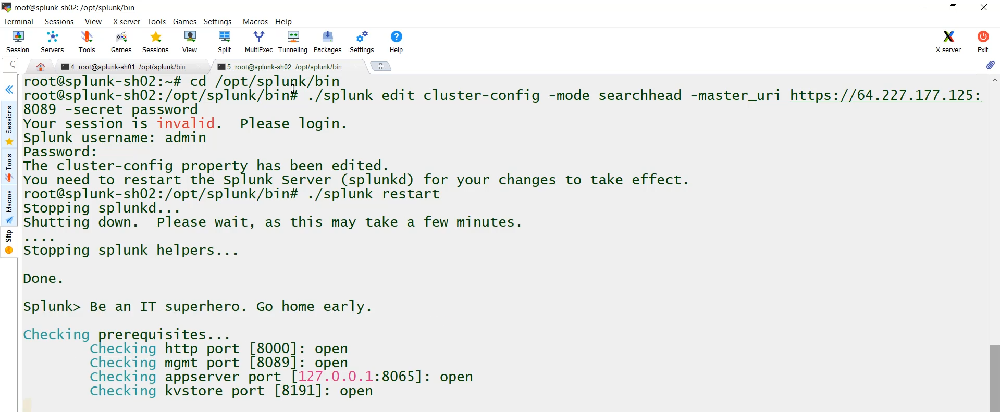 root@splunk-sh02: /opt/splunk/bin
Terminal Sessions View X server Tools Games Settings Macros Help
Session Servers Tools Games Sessions View Split MultiExec Tunneling Packages Settings Help X server Exit
4. root@splunk-sh01: /opt/splunk/bin 5. root@splunk-sh02: /opt/splunk/bin
Sessions
Tools
Macros
Sftp
root@splunk-sh02:~# cd /opt/splunk/bin
root@splunk-sh02:/opt/splunk/bin# ./splunk edit cluster-config -mode searchhead -master_uri https://64.227.177.125:
8089 -secret password
Your session is invalid.  Please login.
Splunk username: admin
Password:
The cluster-config property has been edited.
You need to restart the Splunk Server (splunkd) for your changes to take effect.
root@splunk-sh02:/opt/splunk/bin# ./splunk restart
Stopping splunkd...
Shutting down.  Please wait, as this may take a few minutes.
....
Stopping splunk helpers...
Done.
Splunk> Be an IT superhero. Go home early.
Checking prerequisites...
Checking http port [8000]: open
Checking mgmt port [8089]: open
Checking appserver port [127.0.0.1:8065]: open
Checking kvstore port [8191]: open